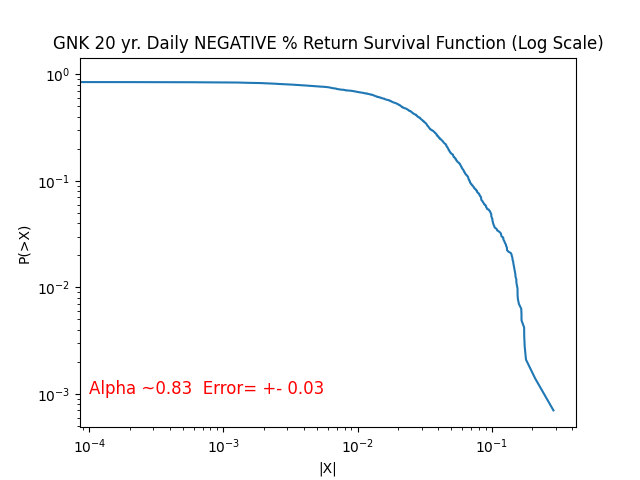 GNK 20 yr. Daily NEGATIVE % Return Survival Function (Log Scale)
10⁰
10⁻¹
10⁻²
10⁻³
P(>X)
Alpha ~0.83  Error= +- 0.03
10⁻⁴ 10⁻³ 10⁻² 10⁻¹
|X|